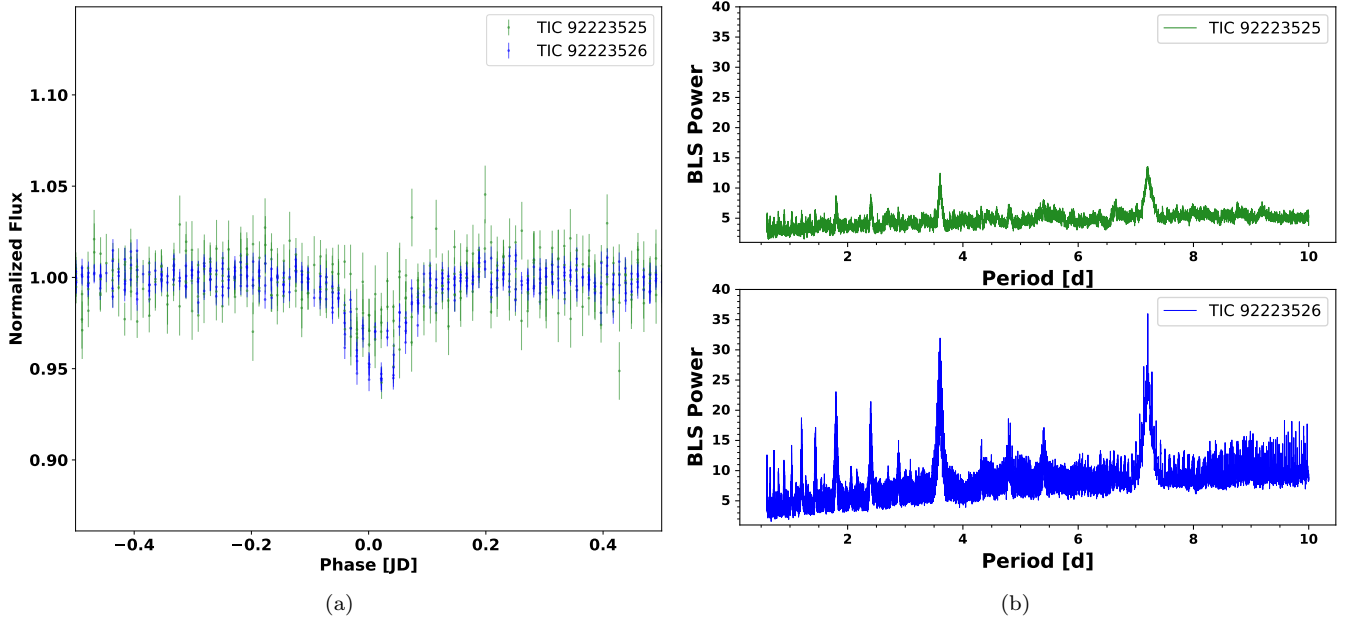 TIC 92223525
TIC 92223526
Normalized Flux
1.10
1.05
1.00
0.95
0.90
−0.4 −0.2 0.0 0.2 0.4
Phase [JD]
(a)
TIC 92223525
BLS Power
40
35
30
25
20
15
10
5
2 4 6 8 10
Period [d]
TIC 92223526
BLS Power
40
35
30
25
20
15
10
5
2 4 6 8 10
Period [d]
(b)